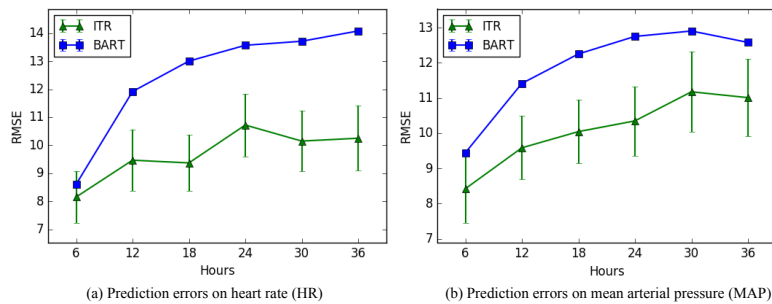 ITR
BART
14
13
12
11
10
9
8
7
RMSE
6 12 18 24 30 36
Hours
(a) Prediction errors on heart rate (HR)
ITR
BART
13
12
11
10
9
8
7
RMSE
6 12 18 24 30 36
Hours
(b) Prediction errors on mean arterial pressure (MAP)